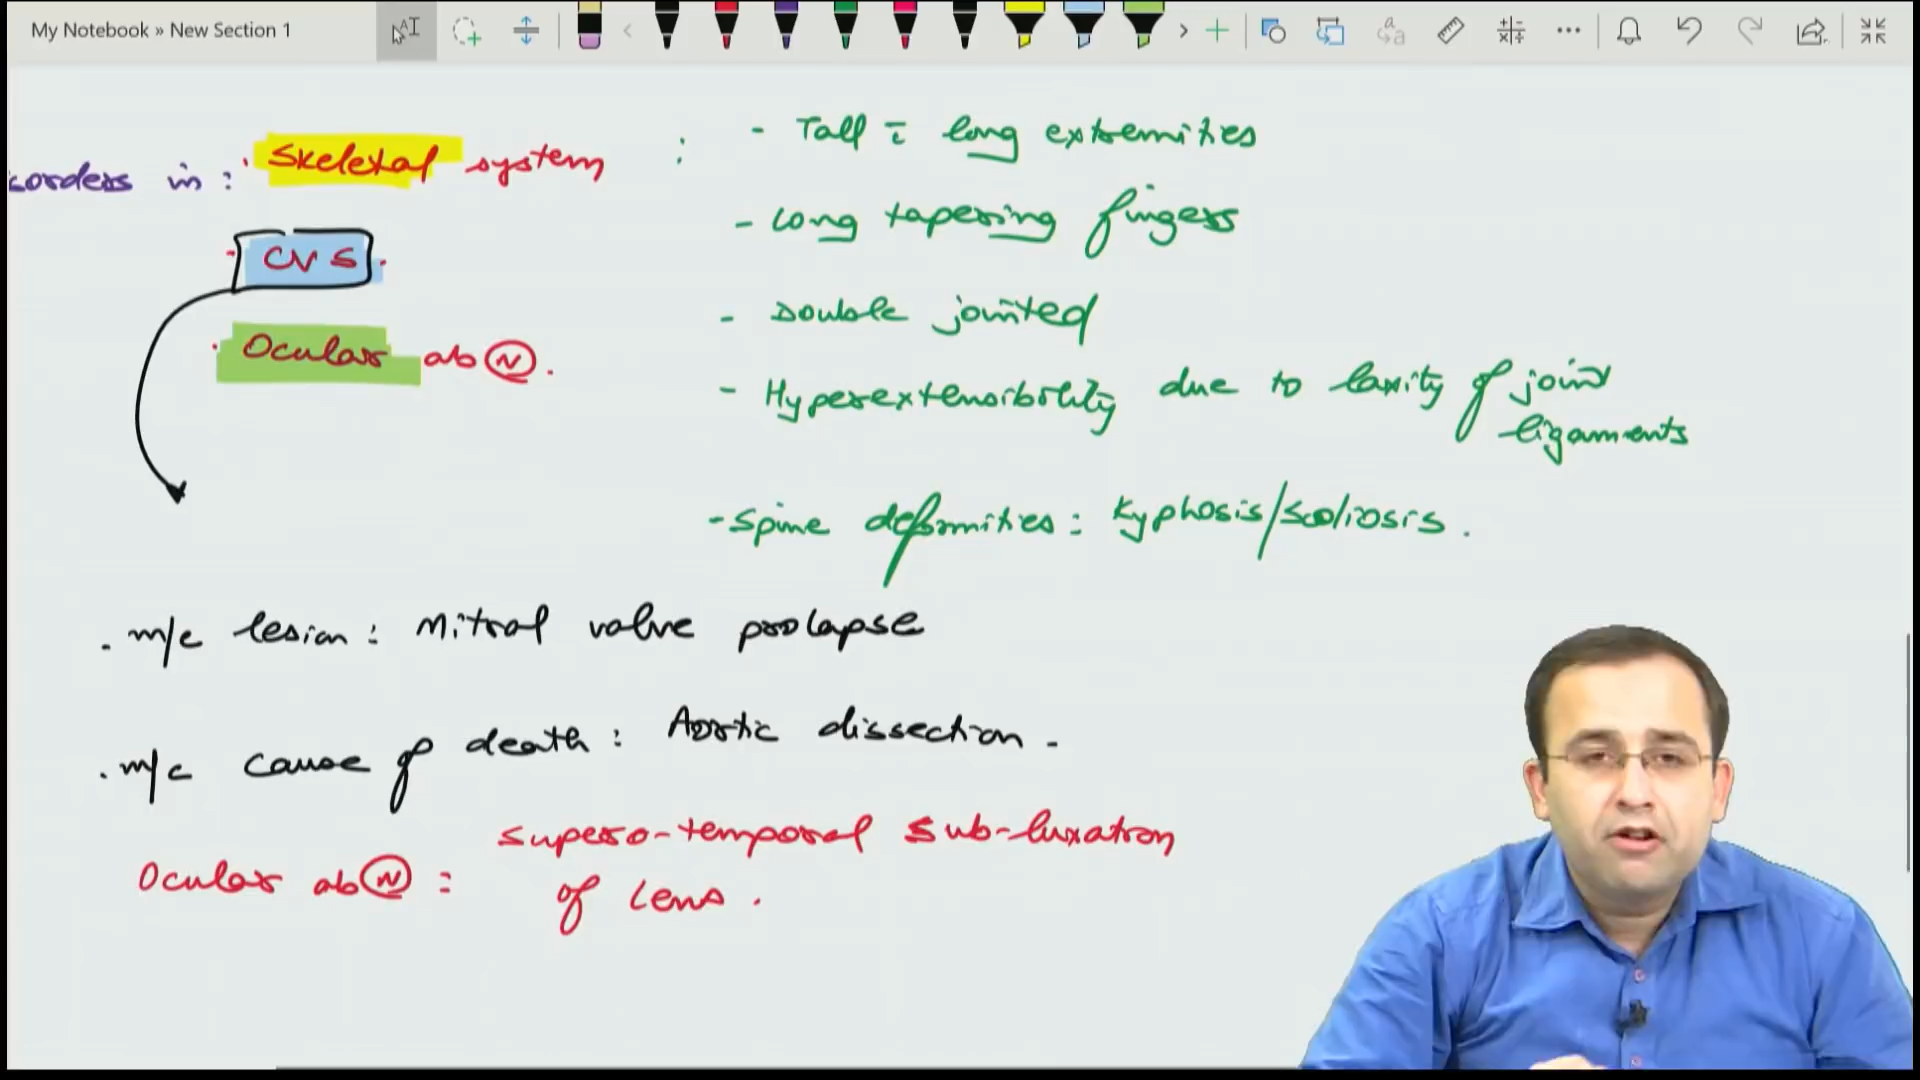 My Notebook » New Section 1
sorders in : . Skeletal system :
- Tall c̄ long extremities
- Long tapering fingers
. CVS .
- Double jointed
. Ocular ab(N) .
- Hyperextensibility due to laxity of joint
ligaments
- Spine deformities : Kyphosis/Scoliosis .
. m/c lesion : Mitral valve prolapse
. m/c cause of death : Aortic dissection -
Ocular ab(N) : Supero-temporal sub-luxation
of Lens .